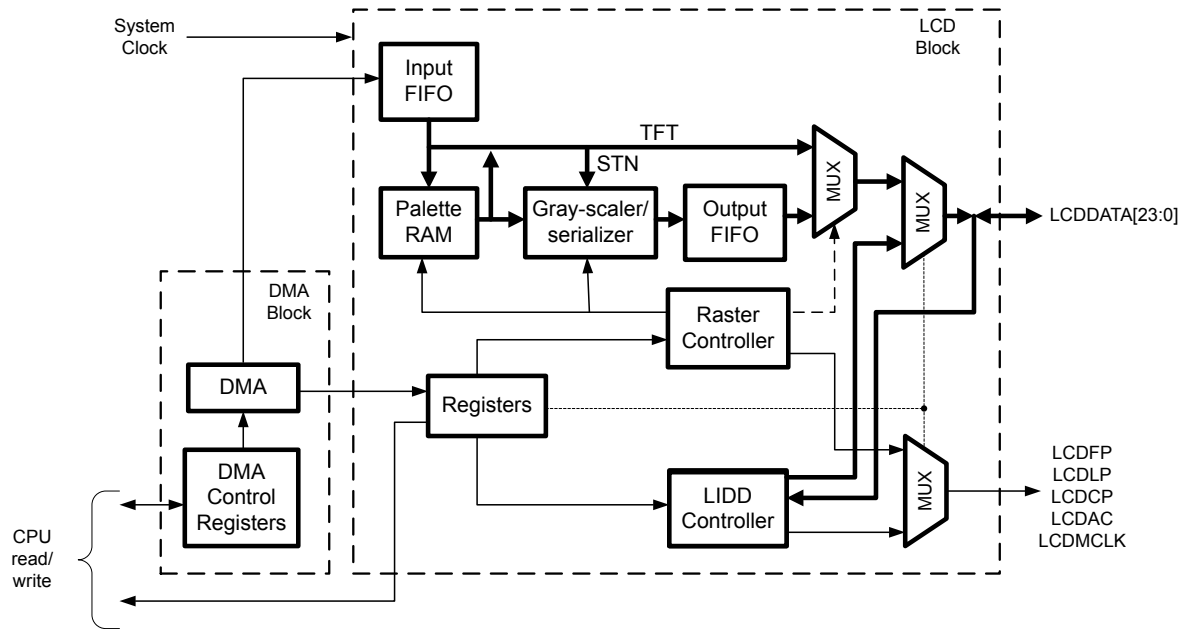 System
Clock
LCD
Block
Input
FIFO
TFT
STN
MUX
MUX
Palette
RAM
Gray-scaler/
serializer
Output
FIFO
LCDDATA[23:0]
DMA
Block
Raster
Controller
DMA
Registers
DMA
Control
Registers
LIDD
Controller
MUX
LCDFP
LCDLP
LCDCP
LCDAC
LCDMCLK
CPU
read/
write